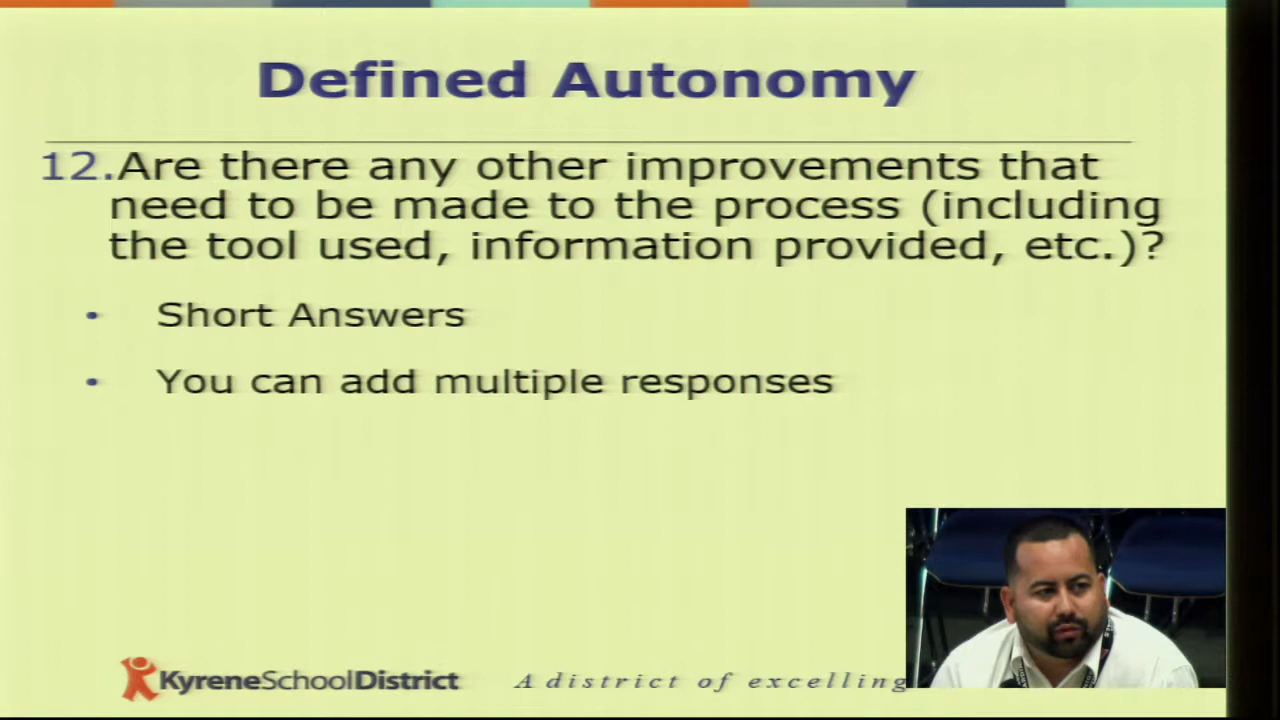 Defined Autonomy
12.Are there any other improvements that
need to be made to the process (including
the tool used, information provided, etc.)?
• Short Answers
• You can add multiple responses
KyreneSchoolDistrict
A district of excelling